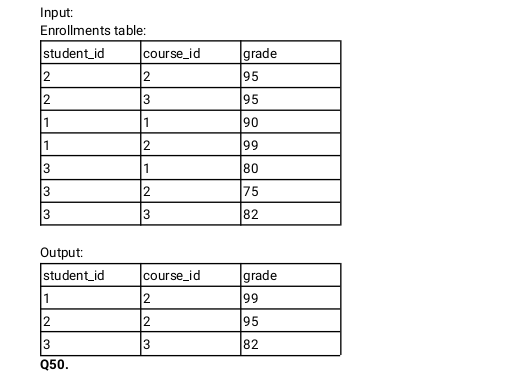 Input:
Enrollments table:
student_id course_id grade
2 2 95
2 3 95
1 1 90
1 2 99
3 1 80
3 2 75
3 3 82
Output:
student_id course_id grade
1 2 99
2 2 95
3 3 82
Q50.